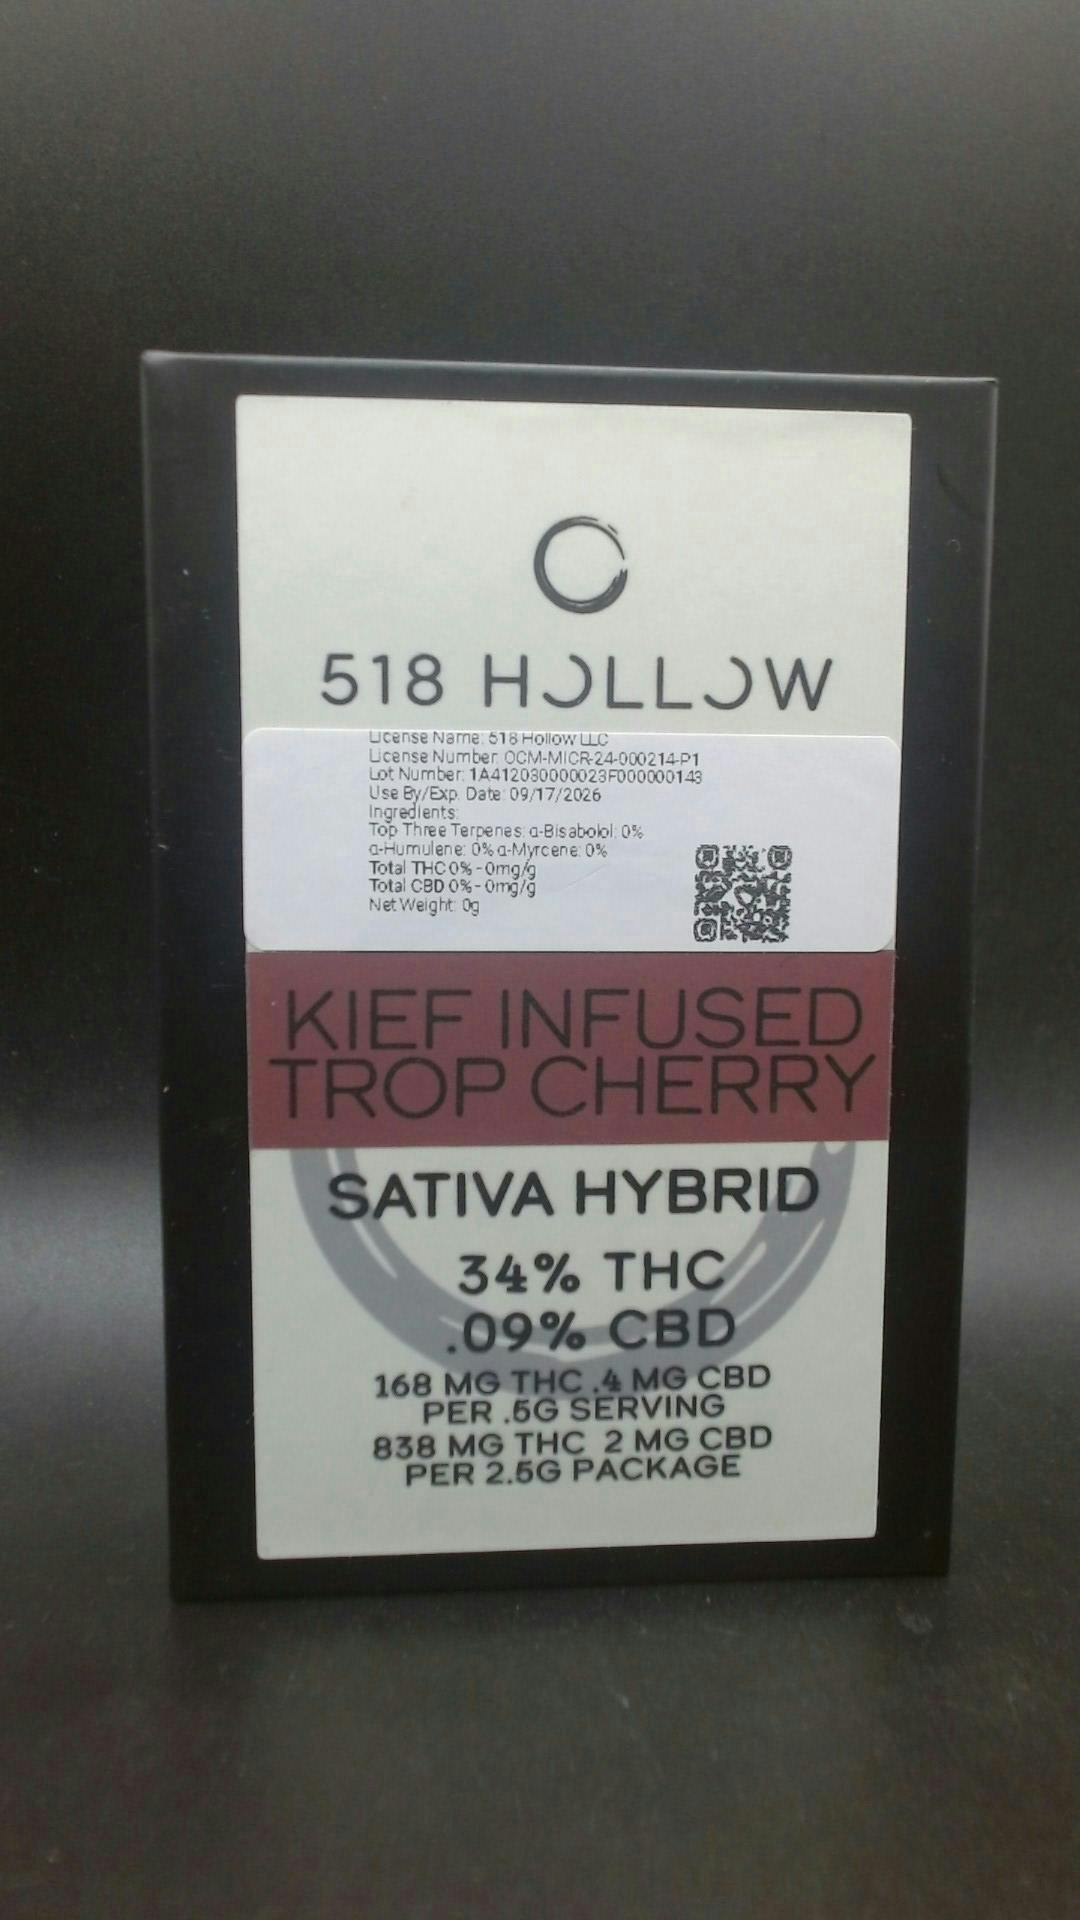 518 HOLLOW
License Name: 518 Hollow LLC
License Number: OCM-MICR-24-000214-P1
Lot Number: 1A412030000023F000000143
Use By/Exp. Date: 09/17/2026
Ingredients:
Top Three Terpenes: α-Bisabolol: 0%
α-Humulene: 0% α-Myrcene: 0%
Total THC 0% - 0mg/g
Total CBD 0% - 0mg/g
Net Weight: 0g
KIEF INFUSED
TROP CHERRY
SATIVA HYBRID
34% THC
.09% CBD
168 MG THC .4 MG CBD
PER .5G SERVING
838 MG THC 2 MG CBD
PER 2.5G PACKAGE